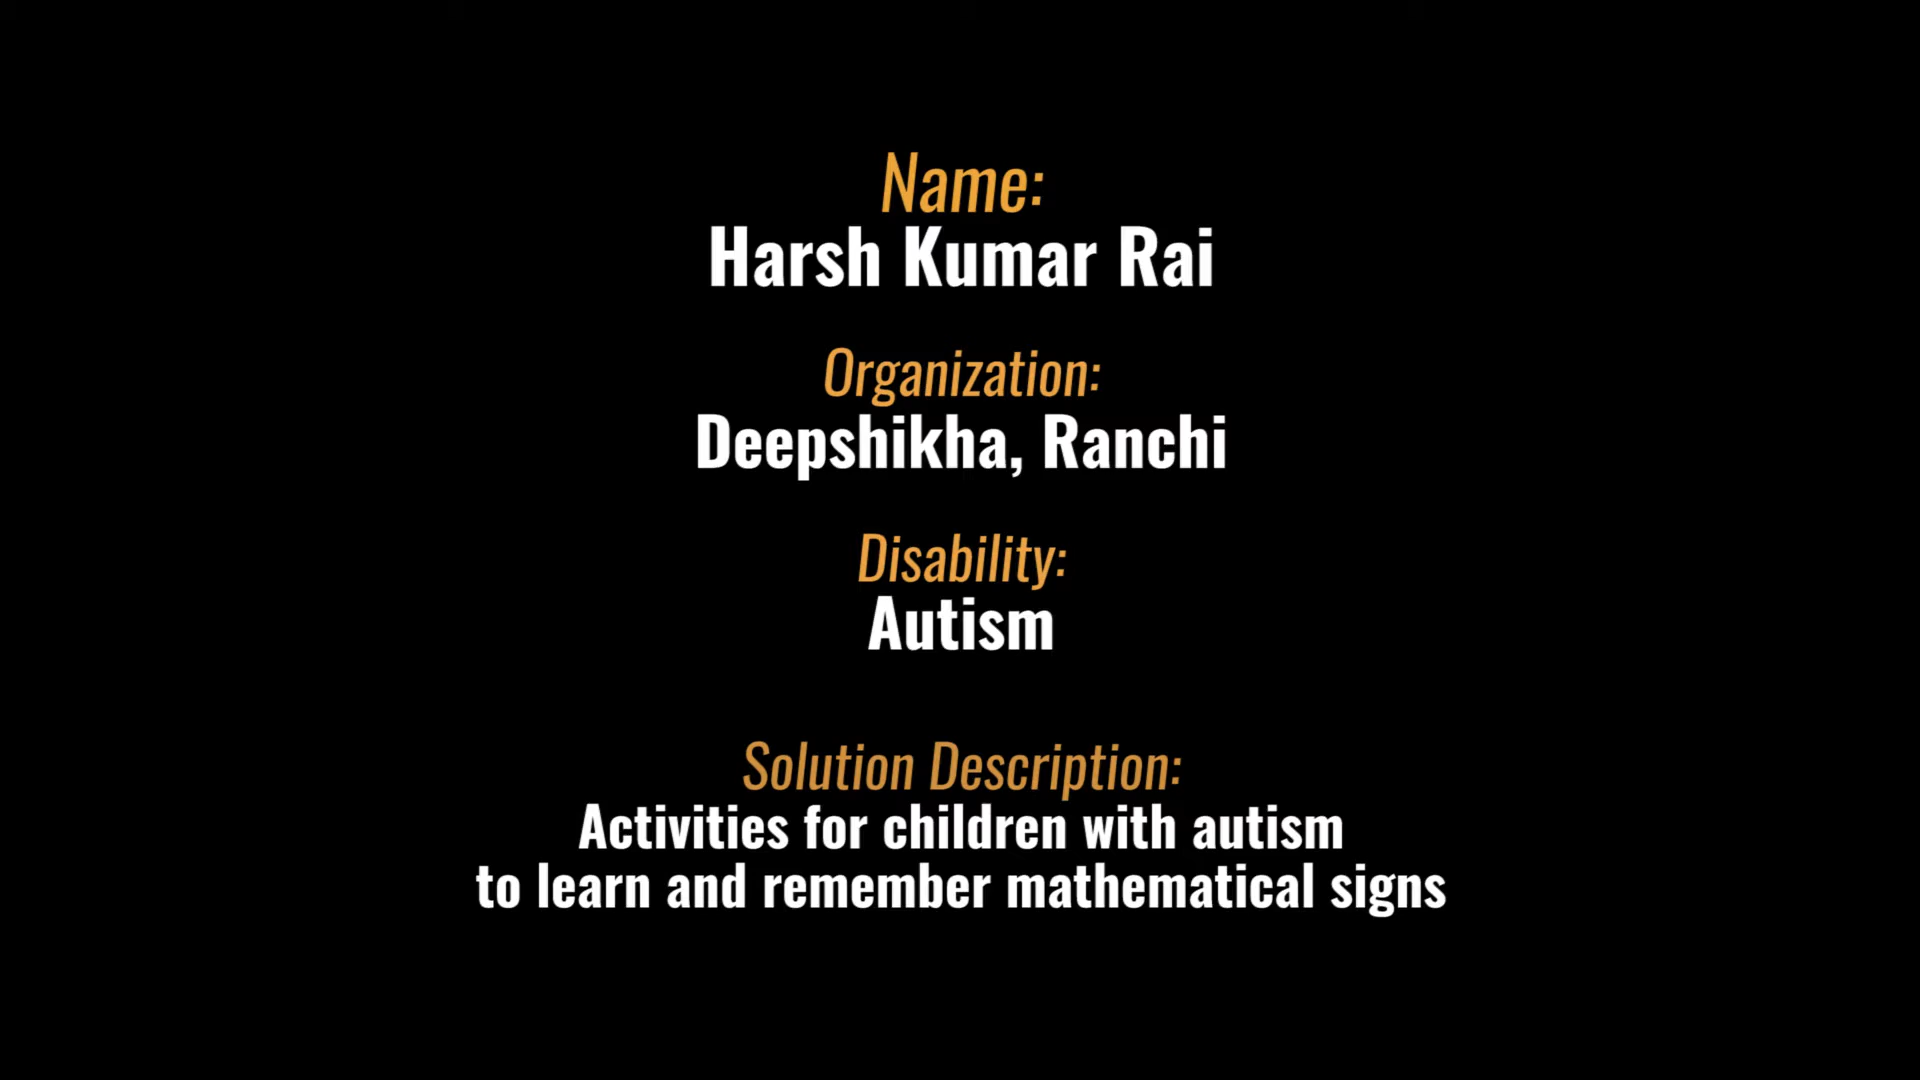 Name:
Harsh Kumar Rai
Organization:
Deepshikha, Ranchi
Disability:
Autism
Solution Description:
Activities for children with autism
to learn and remember mathematical signs